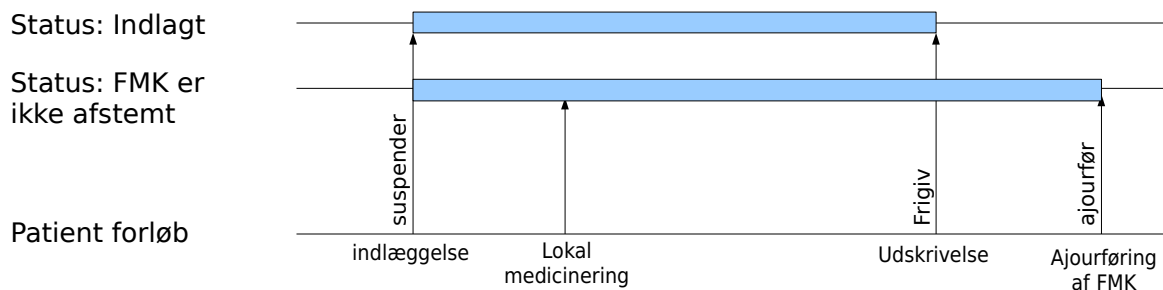 Status: Indlagt
Status: FMK er
ikke afstemt
suspender
Frigiv
ajourfør
Patient forløb
indlæggelse
Lokal
medicinering
Udskrivelse
Ajourføring
af FMK